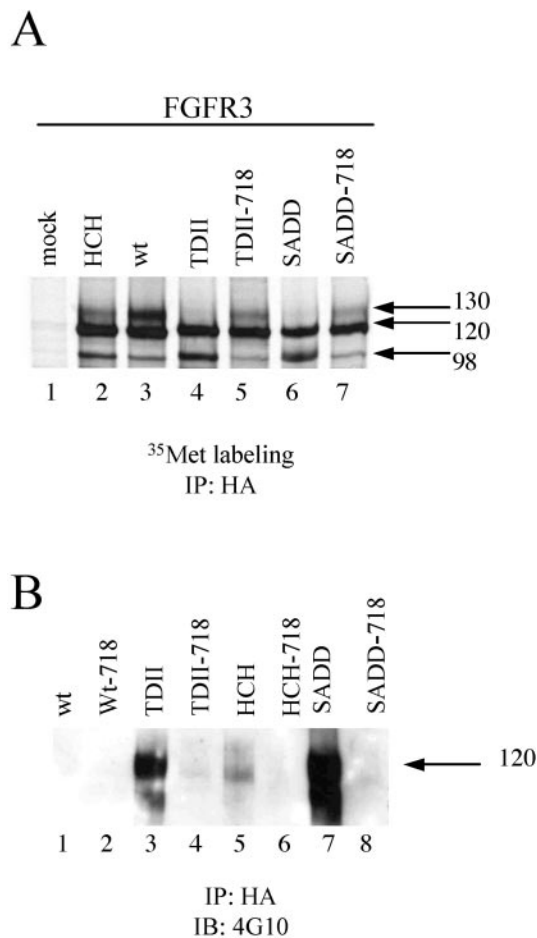 A
FGFR3
mock HCH wt TDII TDII-718 SADD SADD-718
130
120
98
1 2 3 4 5 6 7
³⁵Met labeling
IP: HA
B
wt Wt-718 TDII TDII-718 HCH HCH-718 SADD SADD-718
120
1 2 3 4 5 6 7 8
IP: HA
IB: 4G10